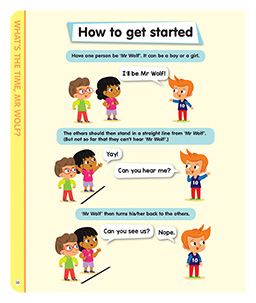 WHAT'S THE TIME, MR WOLF?
How to get started
Have one person be 'Mr Wolf'. It can be a boy or a girl.
I'll be Mr Wolf!
The others should then stand in a straight line from 'Mr Wolf'.
(But not so far that they can't hear 'Mr Wolf'.)
Yay!
Can you hear me?
'Mr Wolf' then turns his/her back to the others.
Can you see us?
Nope.
10